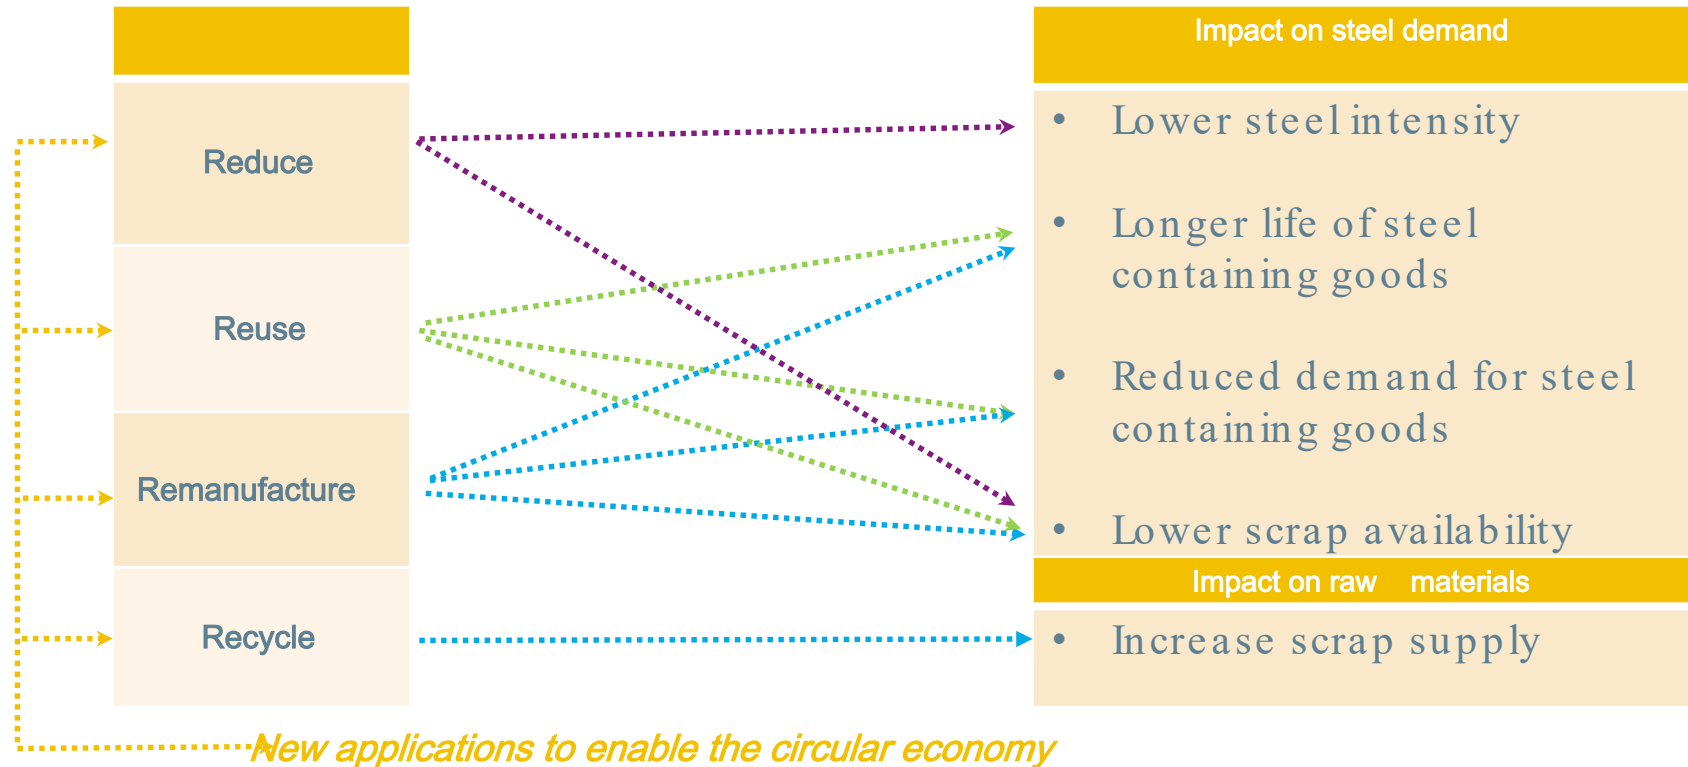 Reduce
Reuse
Remanufacture
Recycle
Impact on steel demand
• Lower steel intensity
• Longer life of steel
containing goods
• Reduced demand for steel
containing goods
• Lower scrap availability
Impact on raw materials
• Increase scrap supply
New applications to enable the circular economy